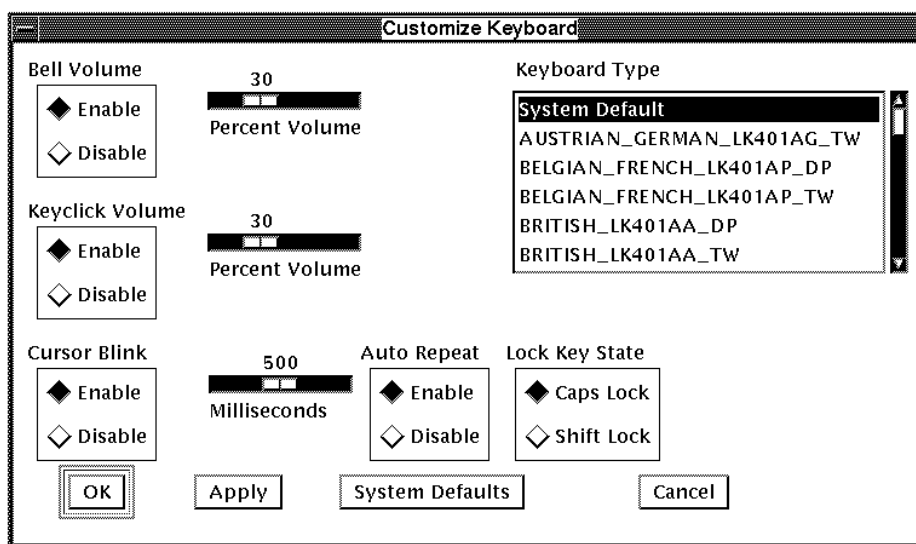 Customize Keyboard
Bell Volume
Enable
Disable
30
Percent Volume
Keyboard Type
System Default
AUSTRIAN_GERMAN_LK401AG_TW
BELGIAN_FRENCH_LK401AP_DP
BELGIAN_FRENCH_LK401AP_TW
BRITISH_LK401AA_DP
BRITISH_LK401AA_TW
Keyclick Volume
Enable
Disable
30
Percent Volume
Cursor Blink
Enable
Disable
500
Milliseconds
Auto Repeat
Enable
Disable
Lock Key State
Caps Lock
Shift Lock
OK
Apply
System Defaults
Cancel